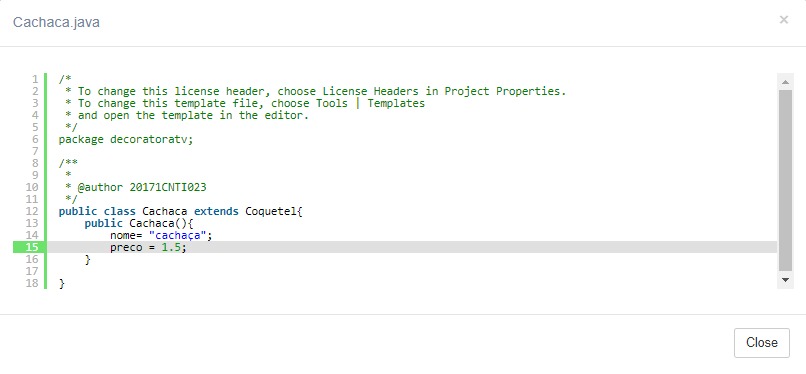 Cachaca.java
×
1 /*
2  * To change this license header, choose License Headers in Project Properties.
3  * To change this template file, choose Tools | Templates
4  * and open the template in the editor.
5  */
6 package decoratoratv;
7
8 /**
9  *
10  * @author 20171CNTI023
11  */
12 public class Cachaca extends Coquetel{
13     public Cachaca(){
14         nome= "cachaça";
15         preco = 1.5;
16     }
17
18 }
Close